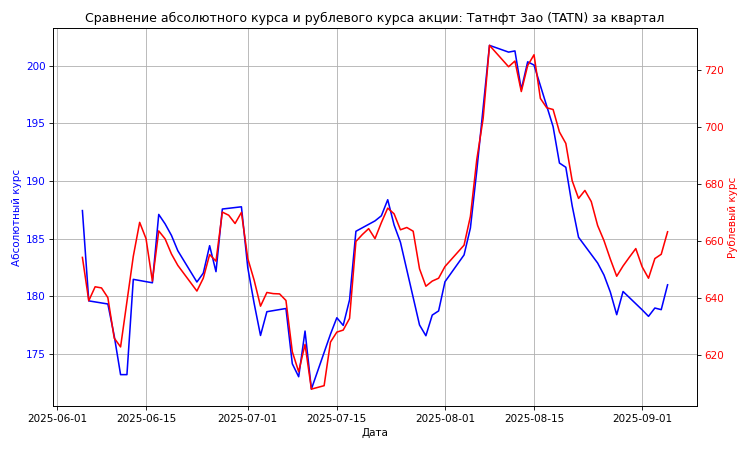 Сравнение абсолютного курса и рублевого курса акции: Татнфт 3ао (TATN) за квартал
Абсолютный курс
200
195
190
185
180
175
720
700
680
660
640
620
Рублевый курс
2025-06-01 2025-06-15 2025-07-01 2025-07-15 2025-08-01 2025-08-15 2025-09-01
Дата